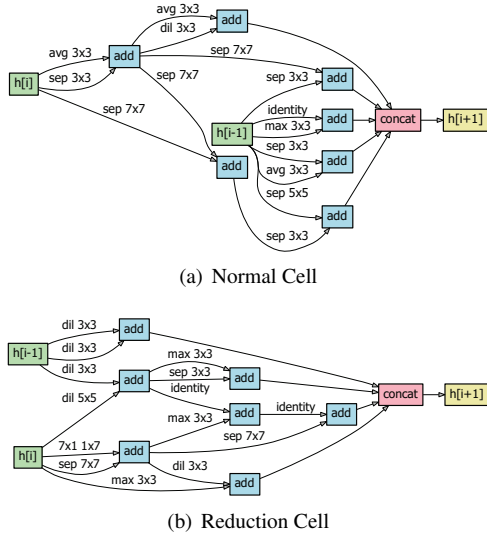 avg 3x3
add
dil 3x3
avg 3x3
add
sep 7x7
h[i]
sep 3x3
sep 7x7
sep 3x3
add
sep 7x7
identity
h[i-1]
max 3x3
add
concat
h[i+1]
sep 3x3
add
avg 3x3
add
sep 5x5
add
sep 3x3
(a) Normal Cell
dil 3x3
add
h[i-1]
dil 3x3
max 3x3
dil 3x3
add
sep 3x3
add
identity
concat
h[i+1]
dil 5x5
max 3x3
add
identity
add
7x1 1x7
add
sep 7x7
h[i]
sep 7x7
dil 3x3
max 3x3
add
(b) Reduction Cell